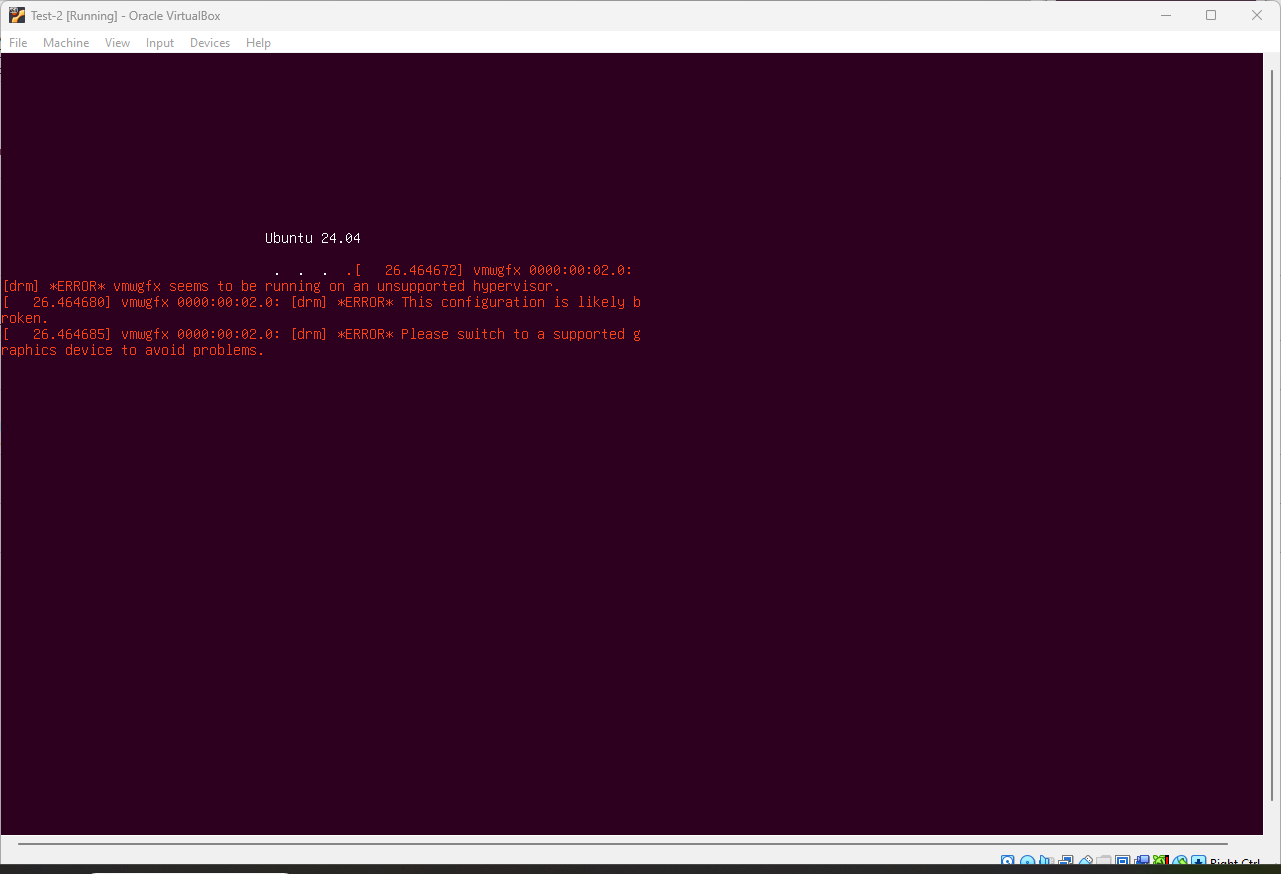 Test-2 [Running] - Oracle VirtualBox
File Machine View Input Devices Help
Ubuntu 24.04
. . . .[   26.464672] vmwgfx 0000:00:02.0:
[drm] *ERROR* vmwgfx seems to be running on an unsupported hypervisor.
[   26.464680] vmwgfx 0000:00:02.0: [drm] *ERROR* This configuration is likely b
roken.
[   26.464685] vmwgfx 0000:00:02.0: [drm] *ERROR* Please switch to a supported g
raphics device to avoid problems.
Right Ctrl